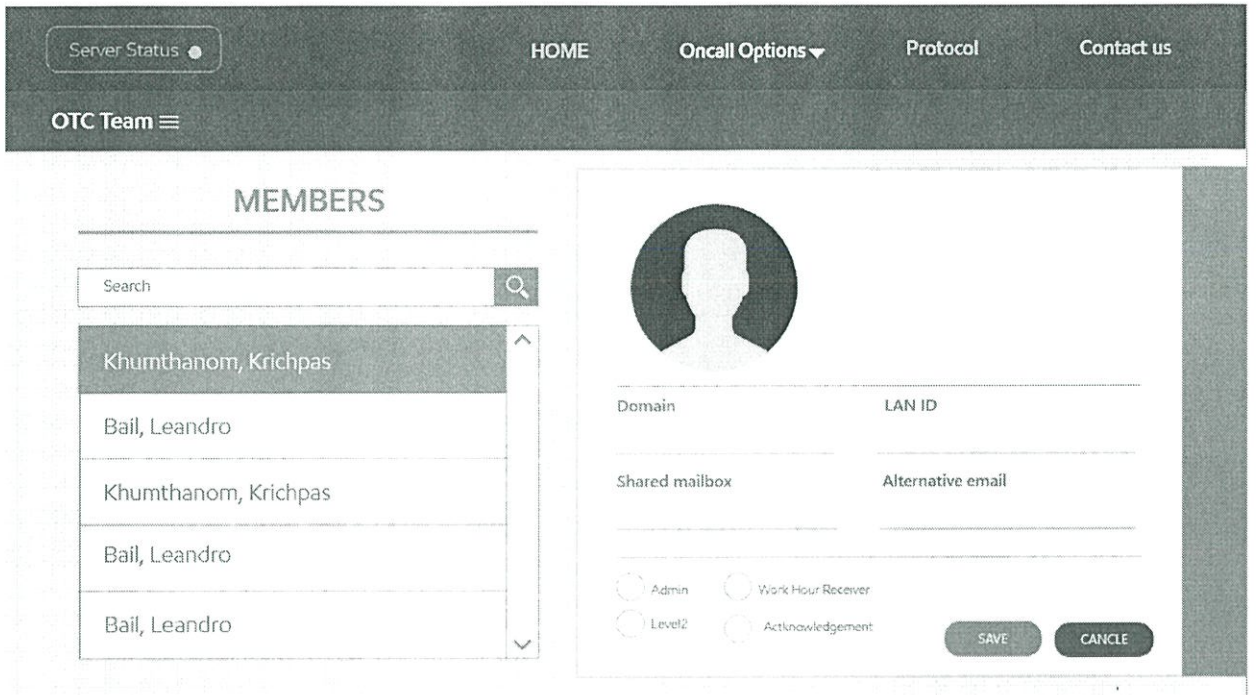 Server Status
HOME
Oncall Options
Protocol
Contact us
OTC Team
MEMBERS
Search
Khumthanom, Krichpas
Bail, Leandro
Khumthanom, Krichpas
Bail, Leandro
Bail, Leandro
Domain
LAN ID
Shared mailbox
Alternative email
Admin
Work Hour Receiver
Level2
Actknowledgement
SAVE
CANCLE